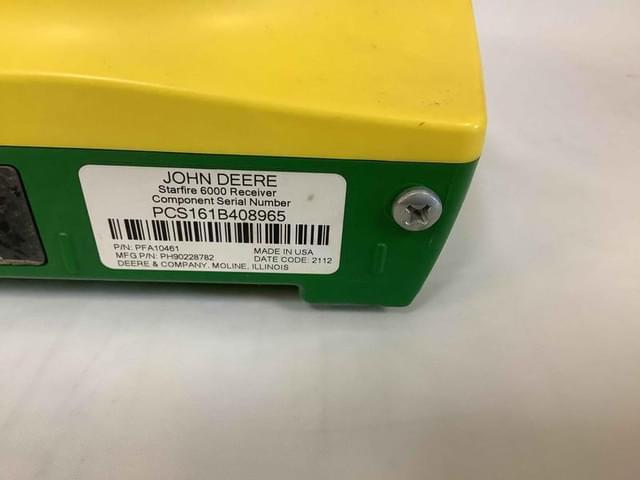 JOHN DEERE
Starfire 6000 Receiver
Component Serial Number
PCS161B408965
P/N: PFA10461 MADE IN USA
MFG P/N: PH90228782 DATE CODE: 2112
DEERE & COMPANY, MOLINE, ILLINOIS